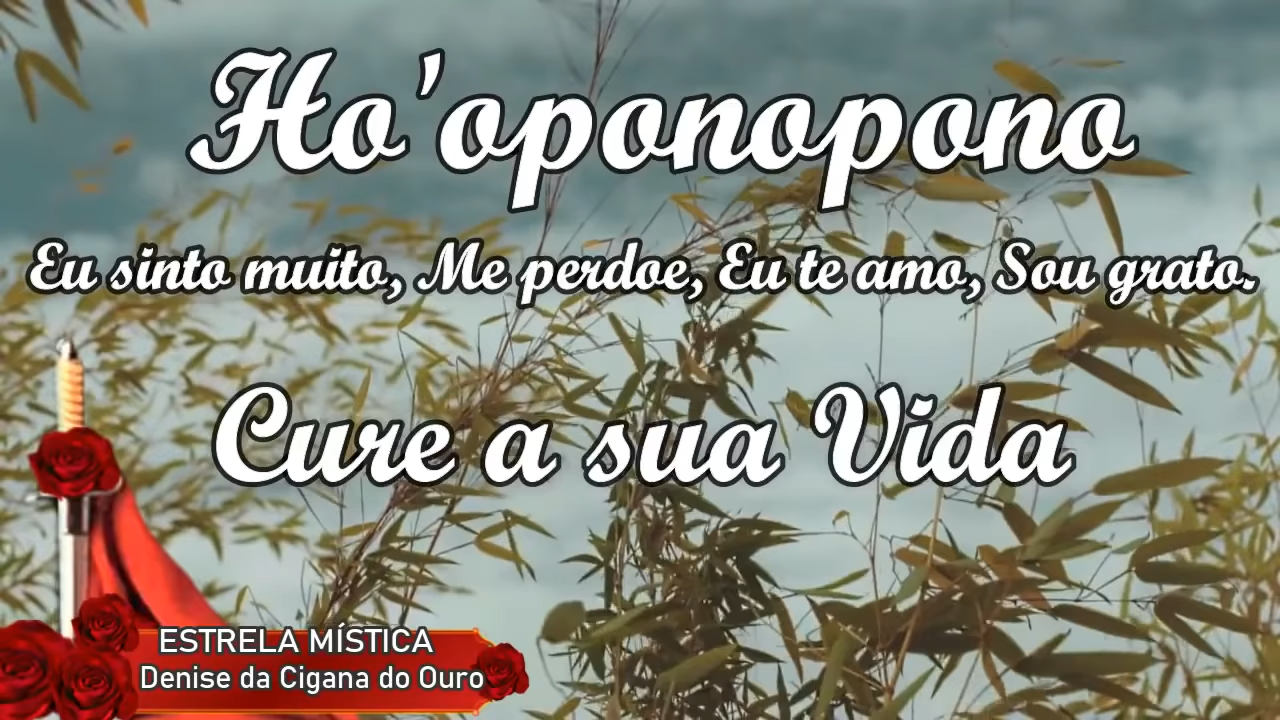 Ho'oponopono
Eu sinto muito, Me perdoe, Eu te amo, Sou grato.
Cure a sua Vida
ESTRELA MÍSTICA
Denise da Cigana do Ouro